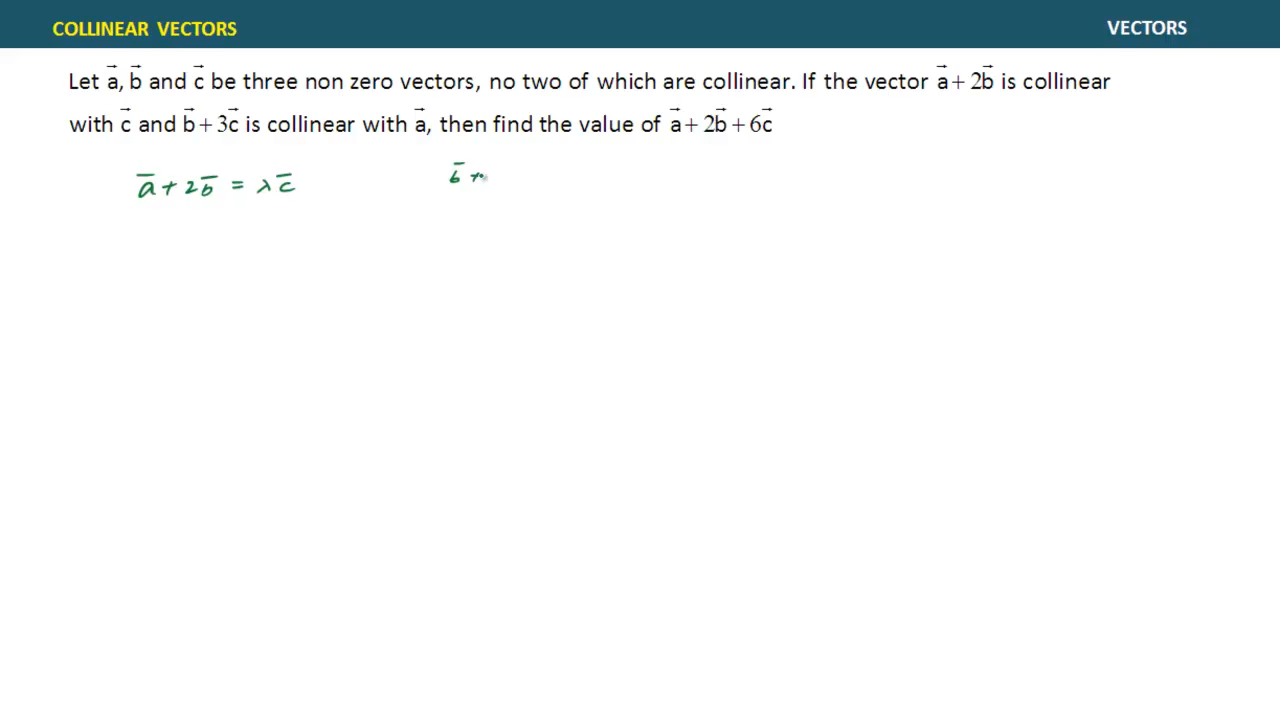 COLLINEAR VECTORS
VECTORS
Let a⃗, b⃗ and c⃗ be three non zero vectors, no two of which are collinear. If the vector a⃗ + 2b⃗ is collinear
with c⃗ and b⃗ + 3c⃗ is collinear with a⃗, then find the value of a⃗ + 2b⃗ + 6c⃗
a̅ + 2b̅ = λc̅
b̅ +